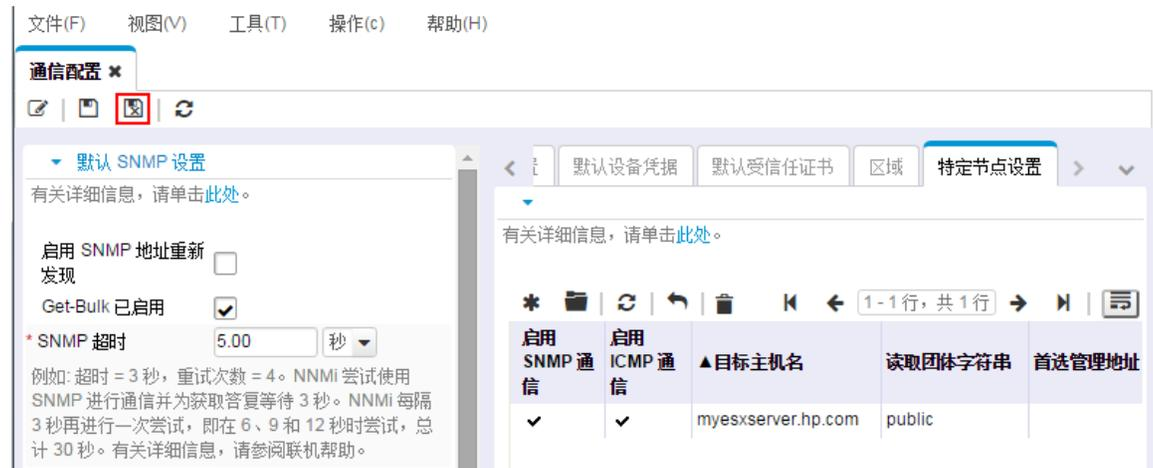 文件(F) 视图(V) 工具(T) 操作(c) 帮助(H)
通信配置
默认 SNMP 设置
有关详细信息，请单击此处。
启用 SNMP 地址重新
发现
Get-Bulk 已启用
* SNMP 超时 5.00 秒
例如: 超时 = 3 秒，重试次数 = 4。NNMi 尝试使用
SNMP 进行通信并为获取答复等待 3 秒。NNMi 每隔
3 秒再进行一次尝试，即在 6、9 和 12 秒时尝试，总
计 30 秒。有关详细信息，请参阅联机帮助。
默认设备凭据 默认受信任证书 区域 特定节点设置
有关详细信息，请单击此处。
1 - 1 行，共 1 行
启用
SNMP 通
信
启用
ICMP 通
信
▲目标主机名
读取团体字符串
首选管理地址
myesxserver.hp.com public